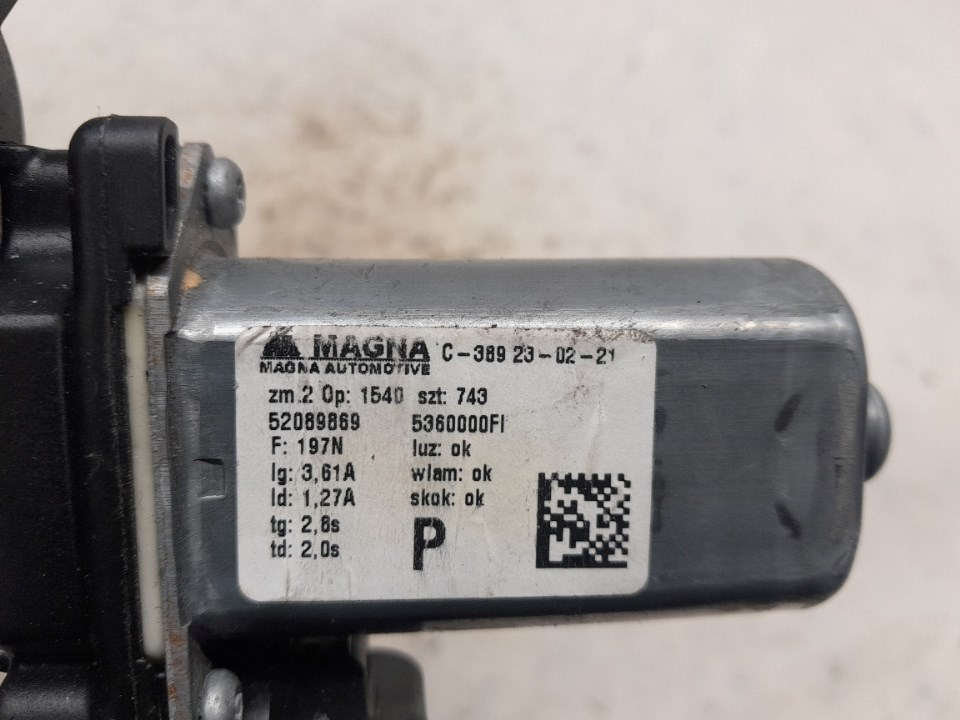 MAGNA C-389 23-02-21
MAGNA AUTOMOTIVE
zm.2 Op: 1540 szt: 743
52089869 5360000FI
F: 197N luz: ok
Ig: 3,61A wlam: ok
Id: 1,27A skok: ok
tg: 2,8s
td: 2,0s
P